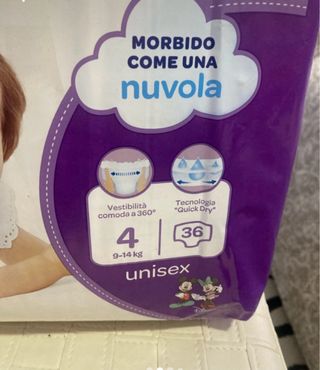 MORBIDO
COME UNA
nuvola
Vestibilità
comoda a 360°
Tecnologia
"Quick Dry"
4
9-14 kg
36
unisex